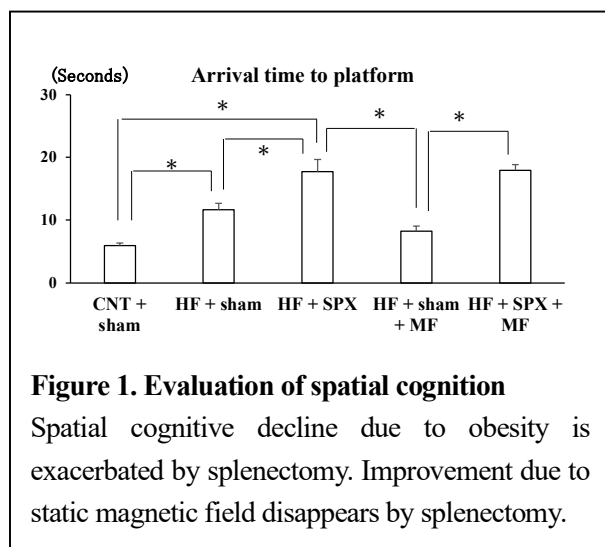 (Seconds) Arrival time to platform
30
*
*
*
*
*
20
10
0
CNT + sham
HF + sham
HF + SPX
HF + sham + MF
HF + SPX + MF
Figure 1. Evaluation of spatial cognition
Spatial cognitive decline due to obesity is
exacerbated by splenectomy. Improvement due to
static magnetic field disappears by splenectomy.